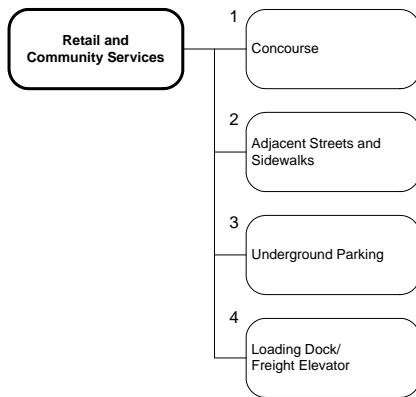 Retail and
Community Services
1
Concourse
2
Adjacent Streets and
Sidewalks
3
Underground Parking
4
Loading Dock/
Freight Elevator